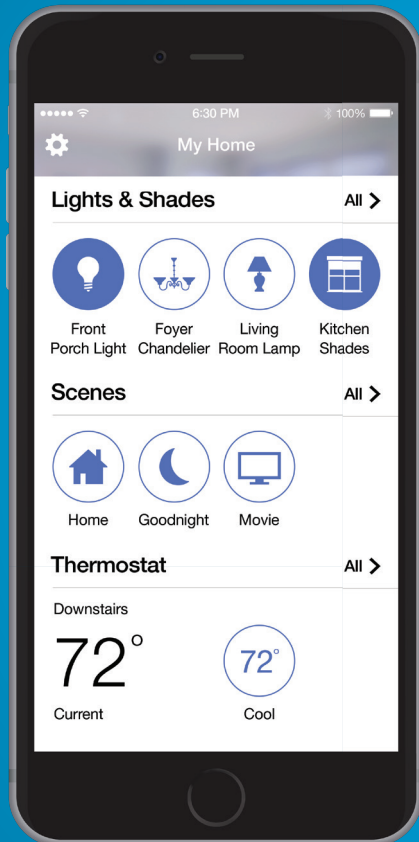 6:30 PM
100%
My Home
Lights & Shades
All
Front
Porch Light
Foyer
Chandelier
Living
Room Lamp
Kitchen
Shades
Scenes
All
Home
Goodnight
Movie
Thermostat
All
Downstairs
72°
Current
72°
Cool